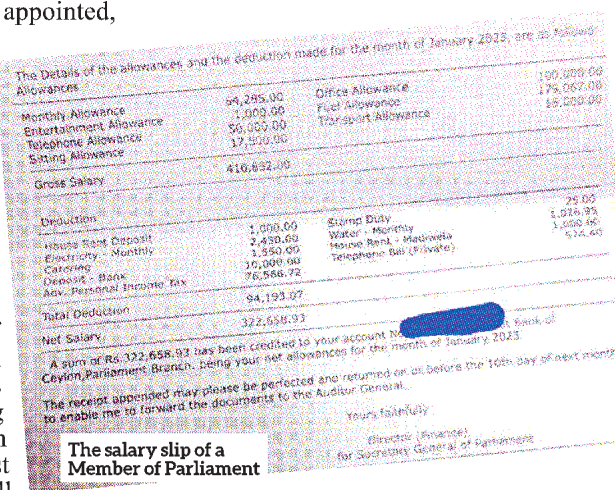 appointed,
The Details of the allowances and the deduction made for the month of January 2023, are as follows
Allowances
Monthly Allowance 54,285.00 Office Allowance 100,000.00
Entertainment Allowance 1,000.00 Fuel Allowance
Telephone Allowance 50,000.00 Transport Allowance 15,000.00
Sitting Allowance
Gross Salary
Deduction
House Rent Deposit 1,000.00 Stamp Duty 25.00
Electricity - Monthly 2,450.00 Water - Monthly
Catering 1,550.00 House Rent - Madiwela 1,000.00
Deposit - Bank 10,000.00 Telephone Bill (Private)
Adv. Personal Income Tax 76,566.72
Total Deduction 94,193.07
Net Salary 322,658.93
A sum of Rs.322,658.93 has been credited to your account Bank of
Ceylon,Parliament Branch, being your net allowances for the month of January 2023.
The receipt appended may please be perfected and returned on or before the 10th day of next month
to enable me to forward the documents to the Auditor General.
Yours faithfully
Director (Finance)
for Secretary General of Parliament
The salary slip of a
Member of Parliament